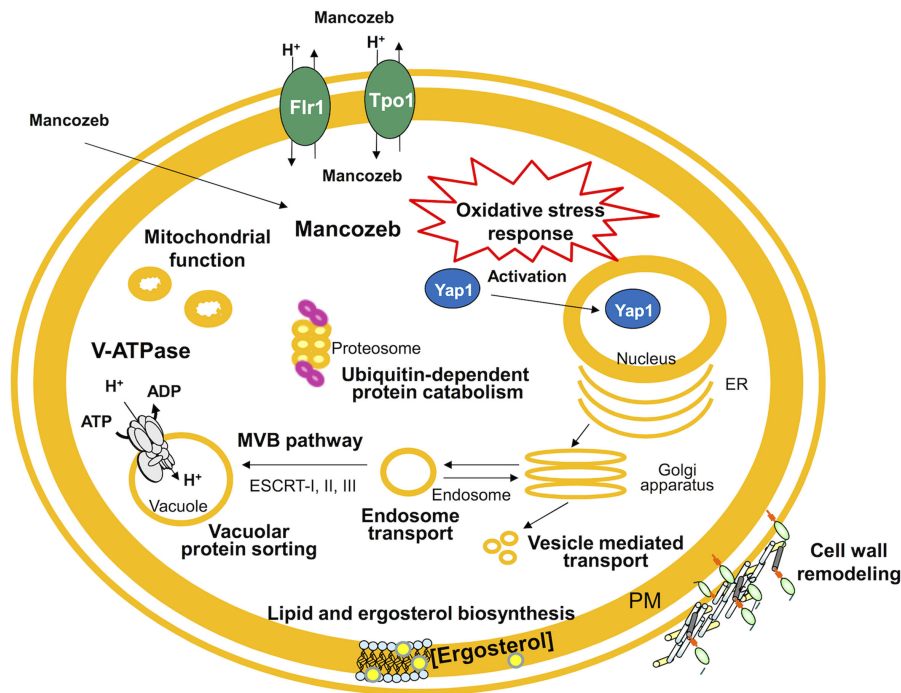 Mancozeb
H⁺
H⁺
Flr1
Tpo1
Mancozeb
Mancozeb
Mancozeb
Oxidative stress
response
Mitochondrial
function
Activation
Yap1
Yap1
Nucleus
V-ATPase
Proteosome
Ubiquitin-dependent
protein catabolism
ER
H⁺
ADP
ATP
MVB pathway
H⁺
ESCRT-I, II, III
Vacuole
Endosome
Golgi
apparatus
Vacuolar
protein sorting
Endosome
transport
Vesicle mediated
transport
Cell wall
remodeling
PM
Lipid and ergosterol biosynthesis
[Ergosterol]